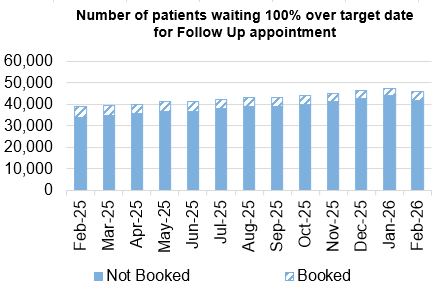 Number of patients waiting 100% over target date
for Follow Up appointment
60,000
50,000
40,000
30,000
20,000
10,000
0
Feb-25
Mar-25
Apr-25
May-25
Jun-25
Jul-25
Aug-25
Sep-25
Oct-25
Nov-25
Dec-25
Jan-26
Feb-26
Not Booked
Booked